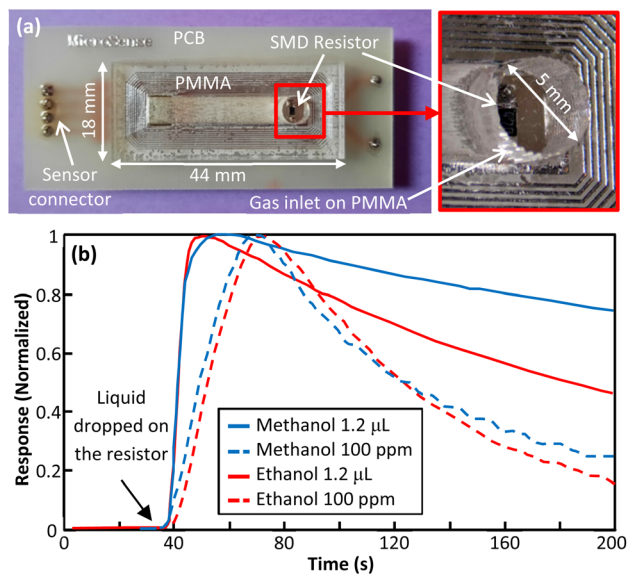 (a)
MicroSense
PCB
SMD Resistor
PMMA
18 mm
5 mm
44 mm
Sensor
connector
Gas inlet on PMMA
(b)
Response (Normalized)
1
0.8
0.6
0.4
0.2
0
Liquid
dropped on
the resistor
Methanol 1.2 μL
Methanol 100 ppm
Ethanol 1.2 μL
Ethanol 100 ppm
0
40
80
120
160
200
Time (s)